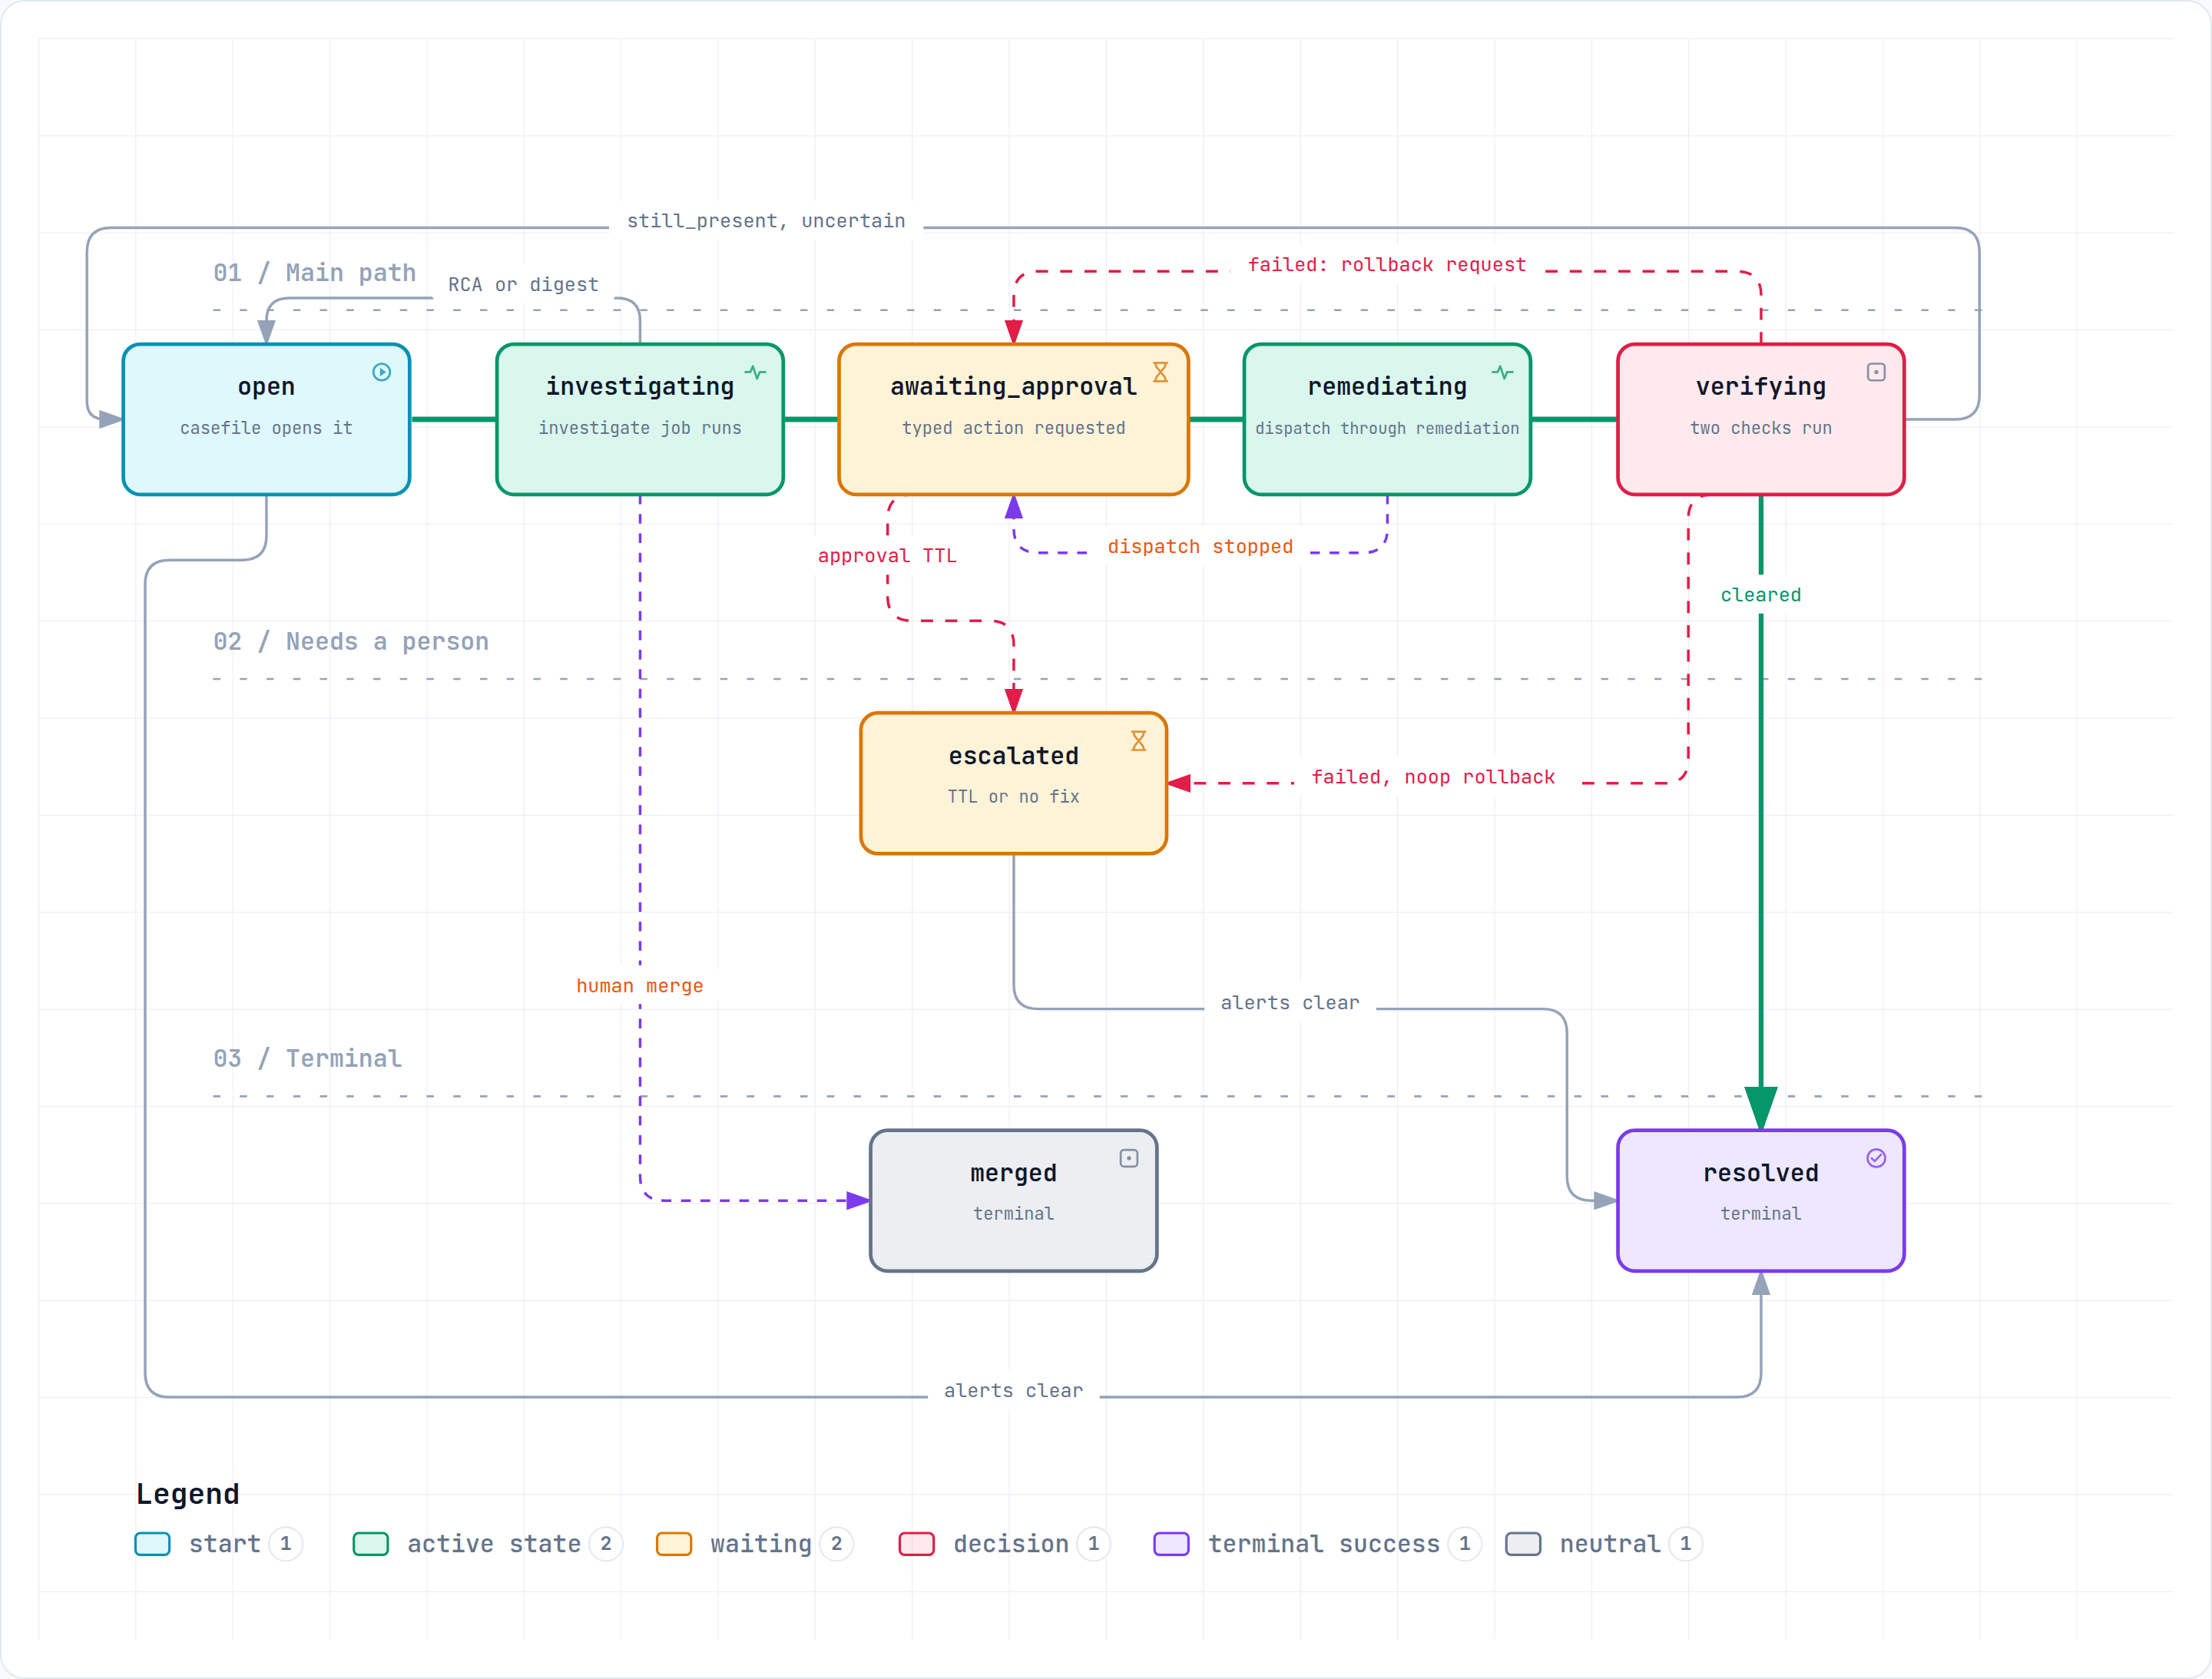 still_present, uncertain
01 / Main path
failed: rollback request
RCA or digest
open
casefile opens it
investigating
investigate job runs
awaiting_approval
typed action requested
remediating
dispatch through remediation
verifying
two checks run
approval TTL
dispatch stopped
cleared
02 / Needs a person
escalated
TTL or no fix
failed, noop rollback
human merge
alerts clear
03 / Terminal
merged
terminal
resolved
terminal
alerts clear
Legend
start 1
active state 2
waiting 2
decision 1
terminal success 1
neutral 1